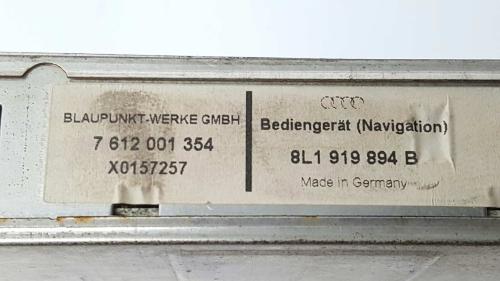 BLAUPUNKT-WERKE GMBH
7 612 001 354
X0157257
Bediengerät (Navigation)
8L1 919 894 B
Made in Germany